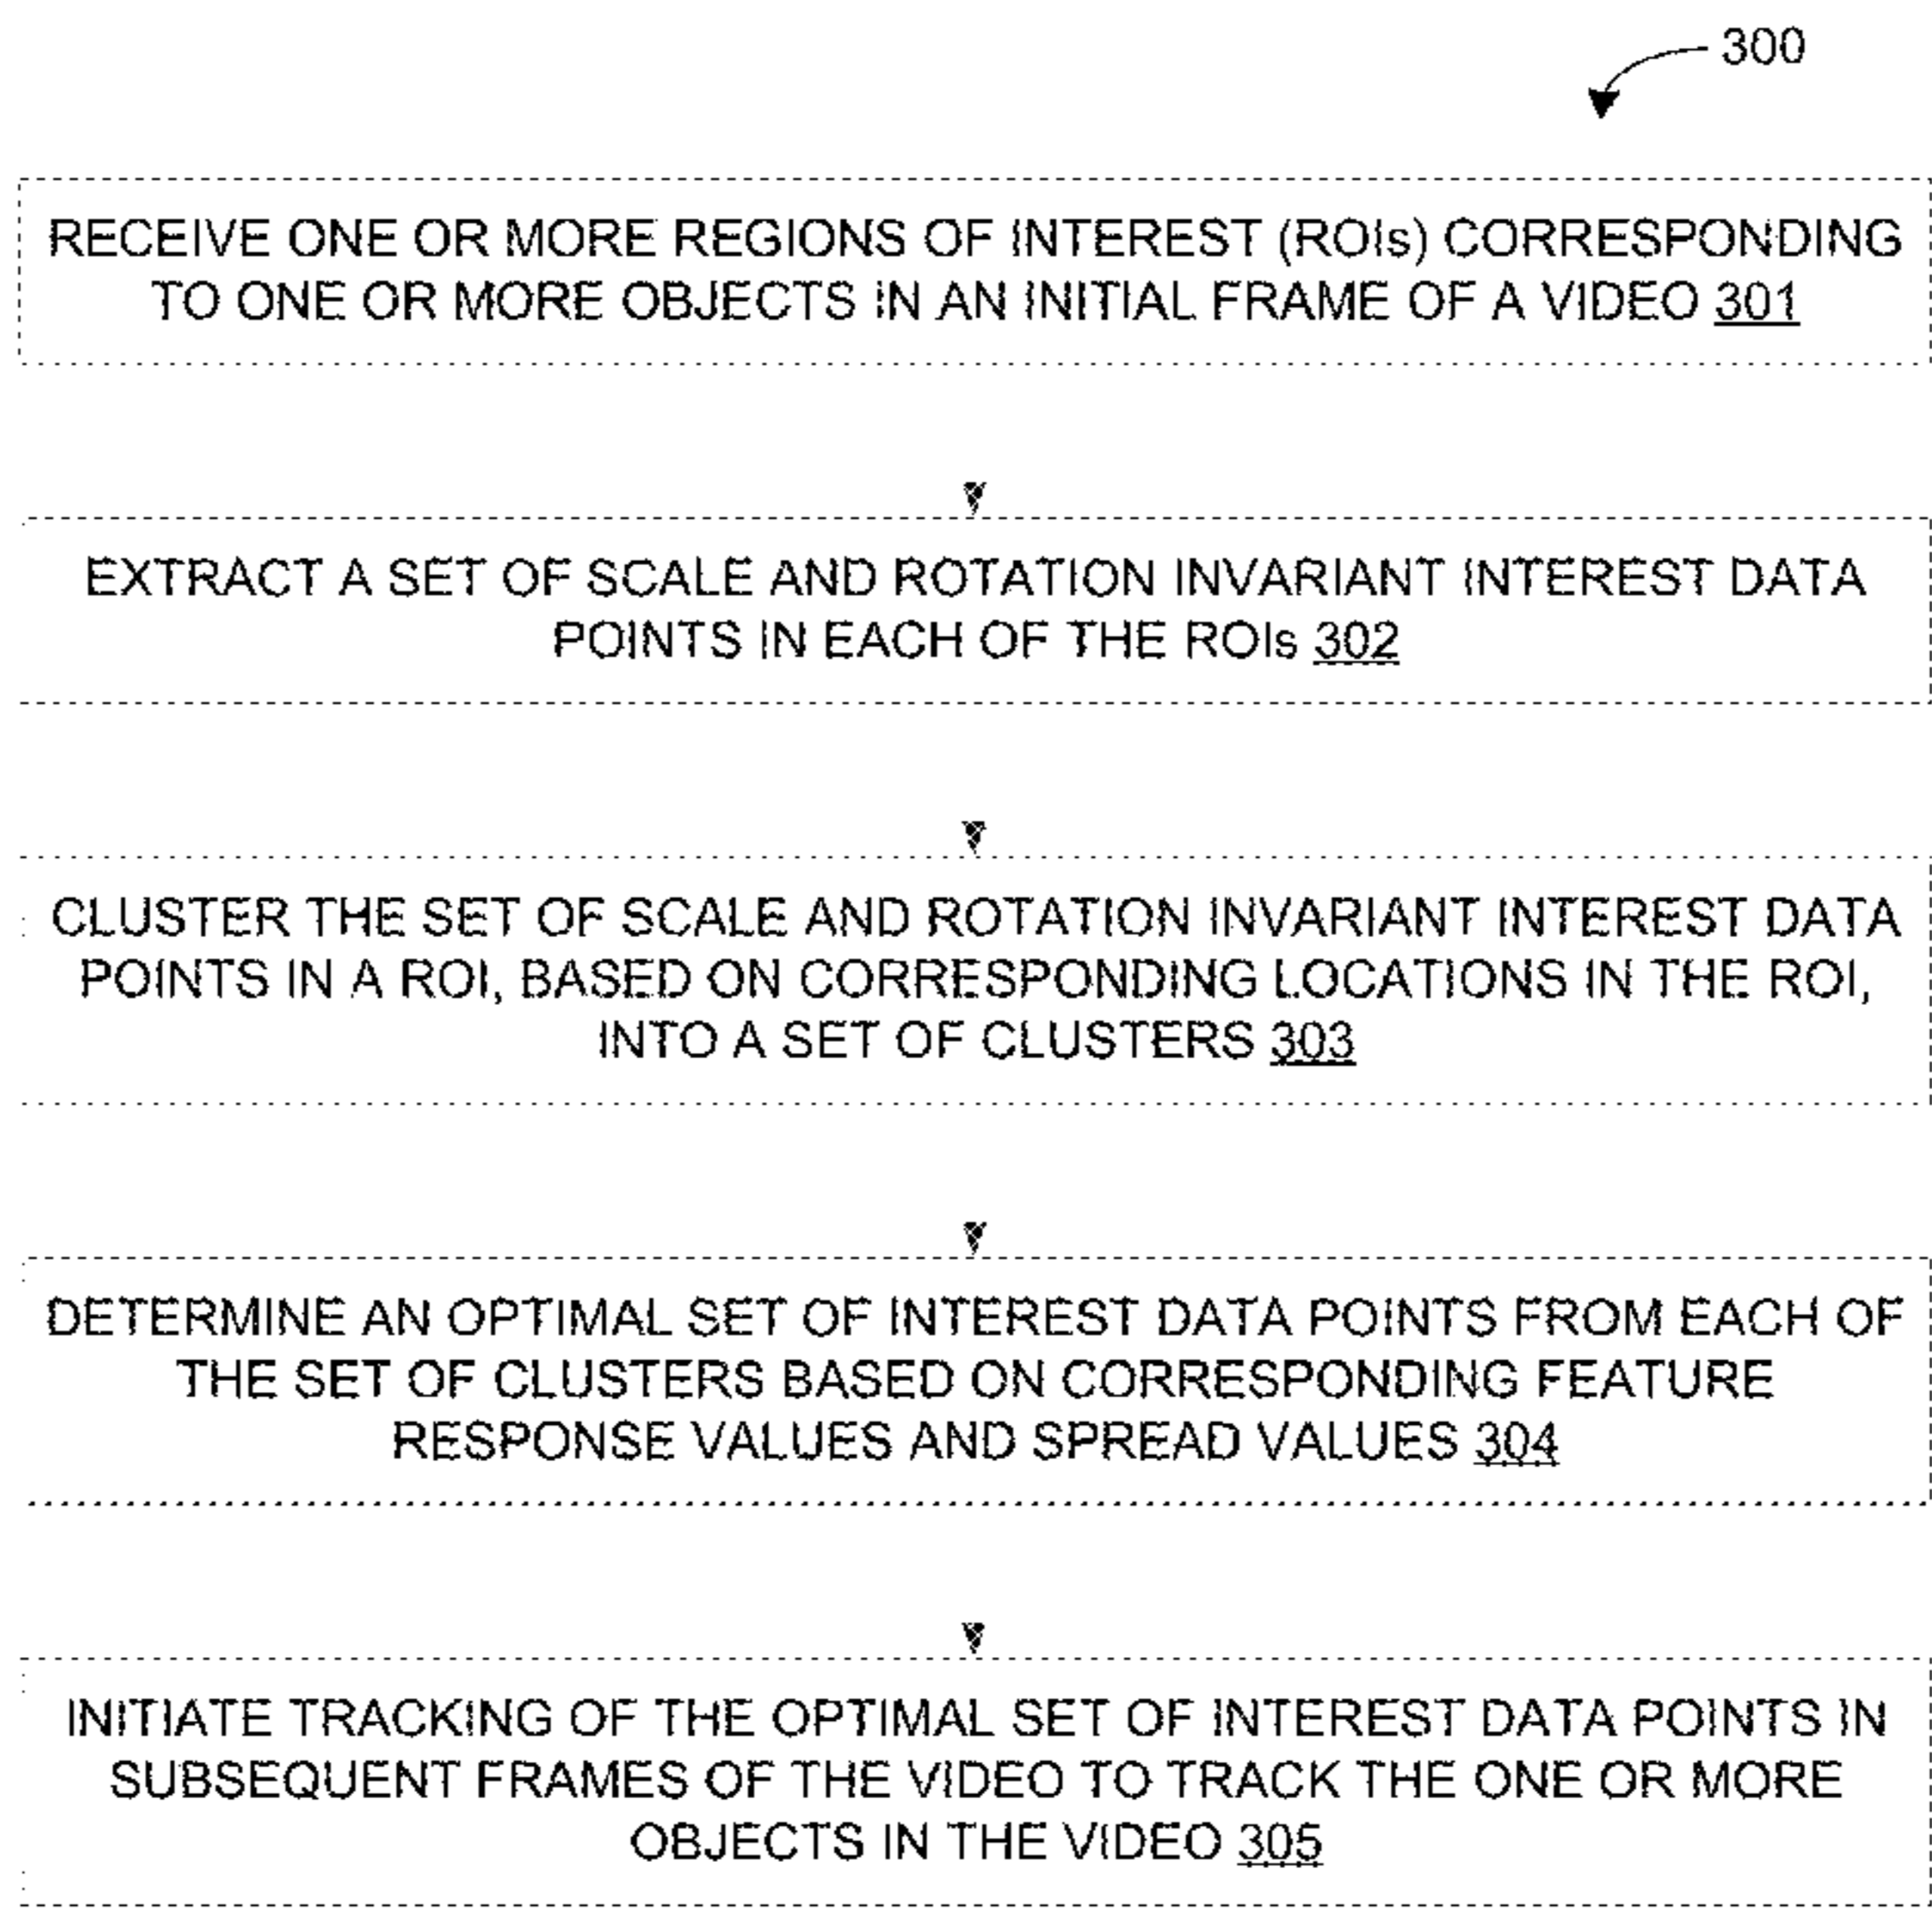 300
RECEIVE ONE OR MORE REGIONS OF INTEREST (ROIs) CORRESPONDING
TO ONE OR MORE OBJECTS IN AN INITIAL FRAME OF A VIDEO 301
EXTRACT A SET OF SCALE AND ROTATION INVARIANT INTEREST DATA
POINTS IN EACH OF THE ROIs 302
CLUSTER THE SET OF SCALE AND ROTATION INVARIANT INTEREST DATA
POINTS IN A ROI, BASED ON CORRESPONDING LOCATIONS IN THE ROI,
INTO A SET OF CLUSTERS 303
DETERMINE AN OPTIMAL SET OF INTEREST DATA POINTS FROM EACH OF
THE SET OF CLUSTERS BASED ON CORRESPONDING FEATURE
RESPONSE VALUES AND SPREAD VALUES 304
INITIATE TRACKING OF THE OPTIMAL SET OF INTEREST DATA POINTS IN
SUBSEQUENT FRAMES OF THE VIDEO TO TRACK THE ONE OR MORE
OBJECTS IN THE VIDEO 305